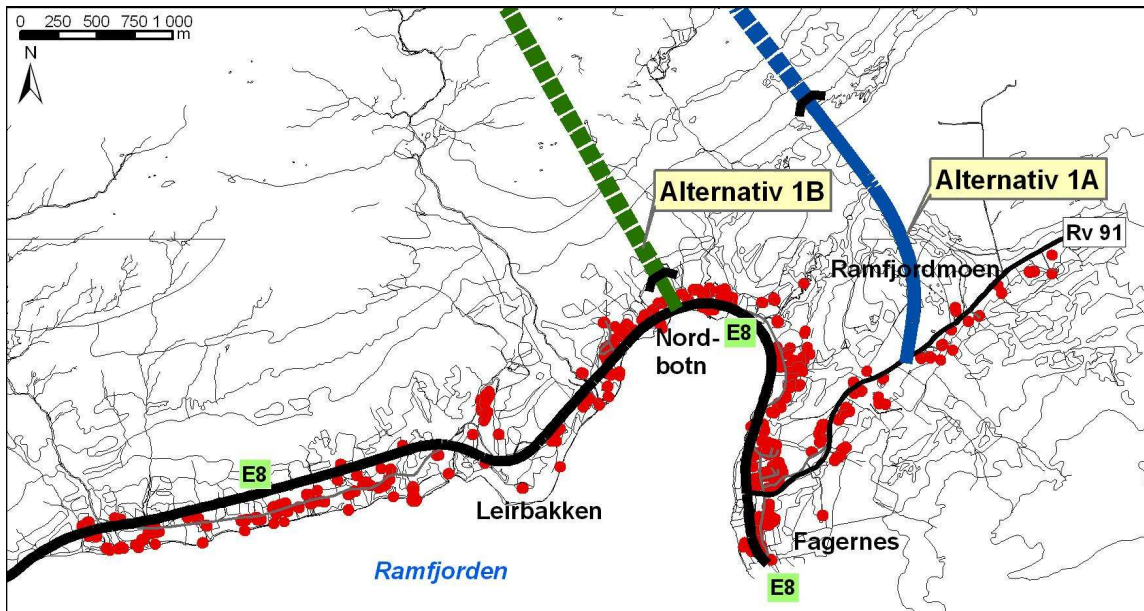 0 250 500 750 1 000
m
N
Alternativ 1B
Alternativ 1A
Rv 91
Ramfjordmoen
Nord-
botn
E8
E8
Leirbakken
Fagernes
Ramfjorden
E8